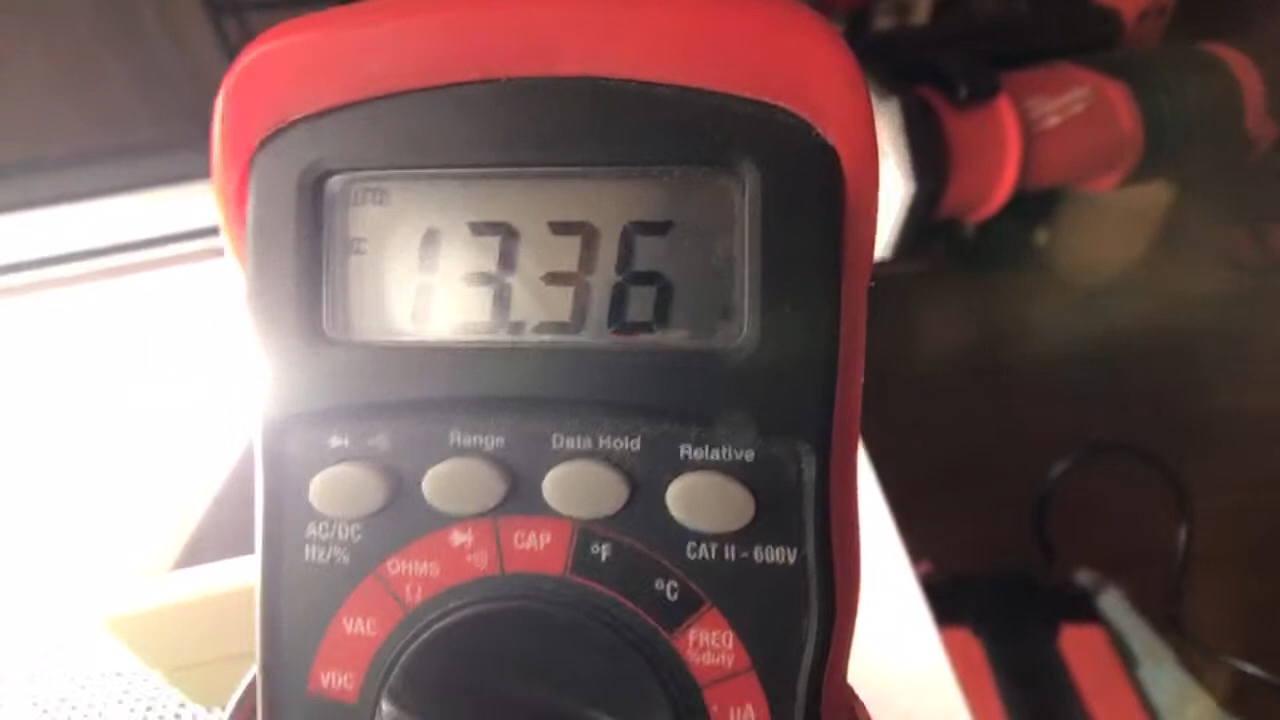 13.36
Range
Data Hold
Relative
AC/DC
Hz/%
CAT II - 600V
OHMS
Ω
CAP
°F
°C
VAC
FREQ
%duty
VDC
μA